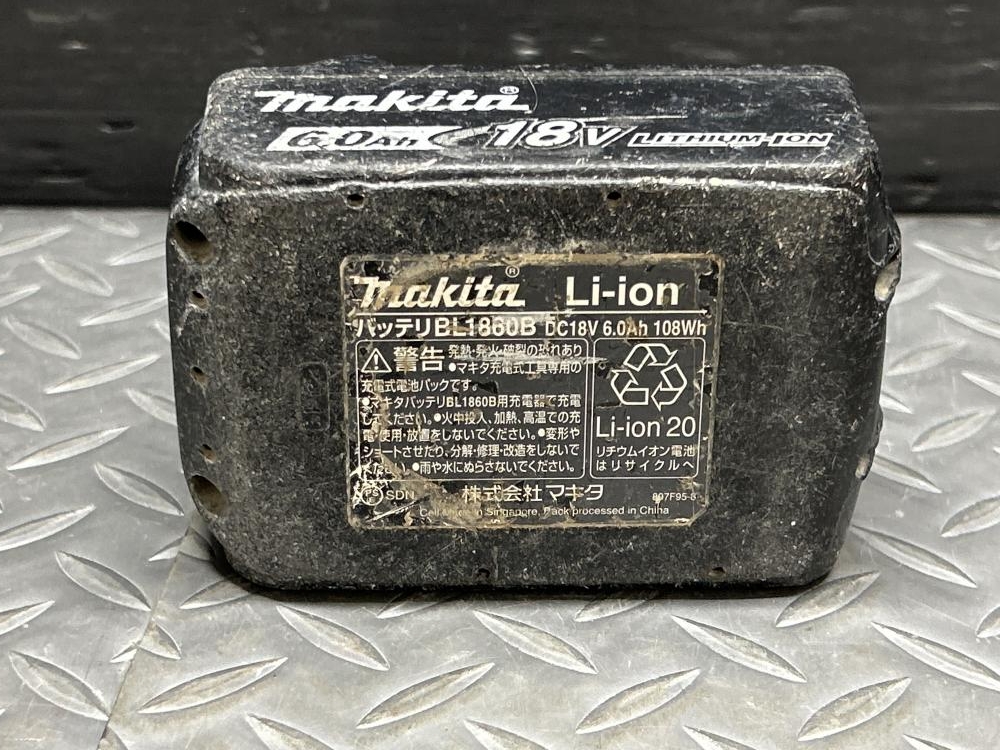 makita®
6.0Ah 18V LITHIUM-ION
makita® Li-ion
バッテリBL1860B DC18V 6.0Ah 108Wh
警告 発熱・発火・破裂の恐れあり
●マキタ充電式工具専用の
充電式電池パックです。
●マキタバッテリBL1860B用充電器で充電
してください。●火中投入、加熱、高温での充
電・使用・放置をしないでください。●変形や
ショートさせたり、分解・修理・改造をしないで
ください。●雨や水にぬらさないでください。
Li-ion 20
リチウムイオン電池
はリサイクルへ
PS E SDN 株式会社マキタ
807F95-8
Cell Made in Singapore, Pack processed in China